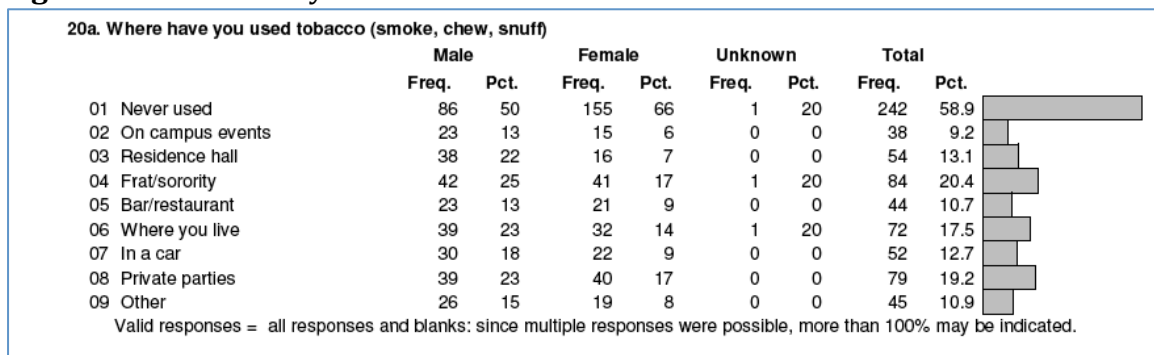 20a. Where have you used tobacco (smoke, chew, snuff)
Male Female Unknown Total
Freq. Pct. Freq. Pct. Freq. Pct. Freq. Pct.
01 Never used 86 50 155 66 1 20 242 58.9
02 On campus events 23 13 15 6 0 0 38 9.2
03 Residence hall 38 22 16 7 0 0 54 13.1
04 Frat/sorority 42 25 41 17 1 20 84 20.4
05 Bar/restaurant 23 13 21 9 0 0 44 10.7
06 Where you live 39 23 32 14 1 20 72 17.5
07 In a car 30 18 22 9 0 0 52 12.7
08 Private parties 39 23 40 17 0 0 79 19.2
09 Other 26 15 19 8 0 0 45 10.9
Valid responses = all responses and blanks: since multiple responses were possible, more than 100% may be indicated.